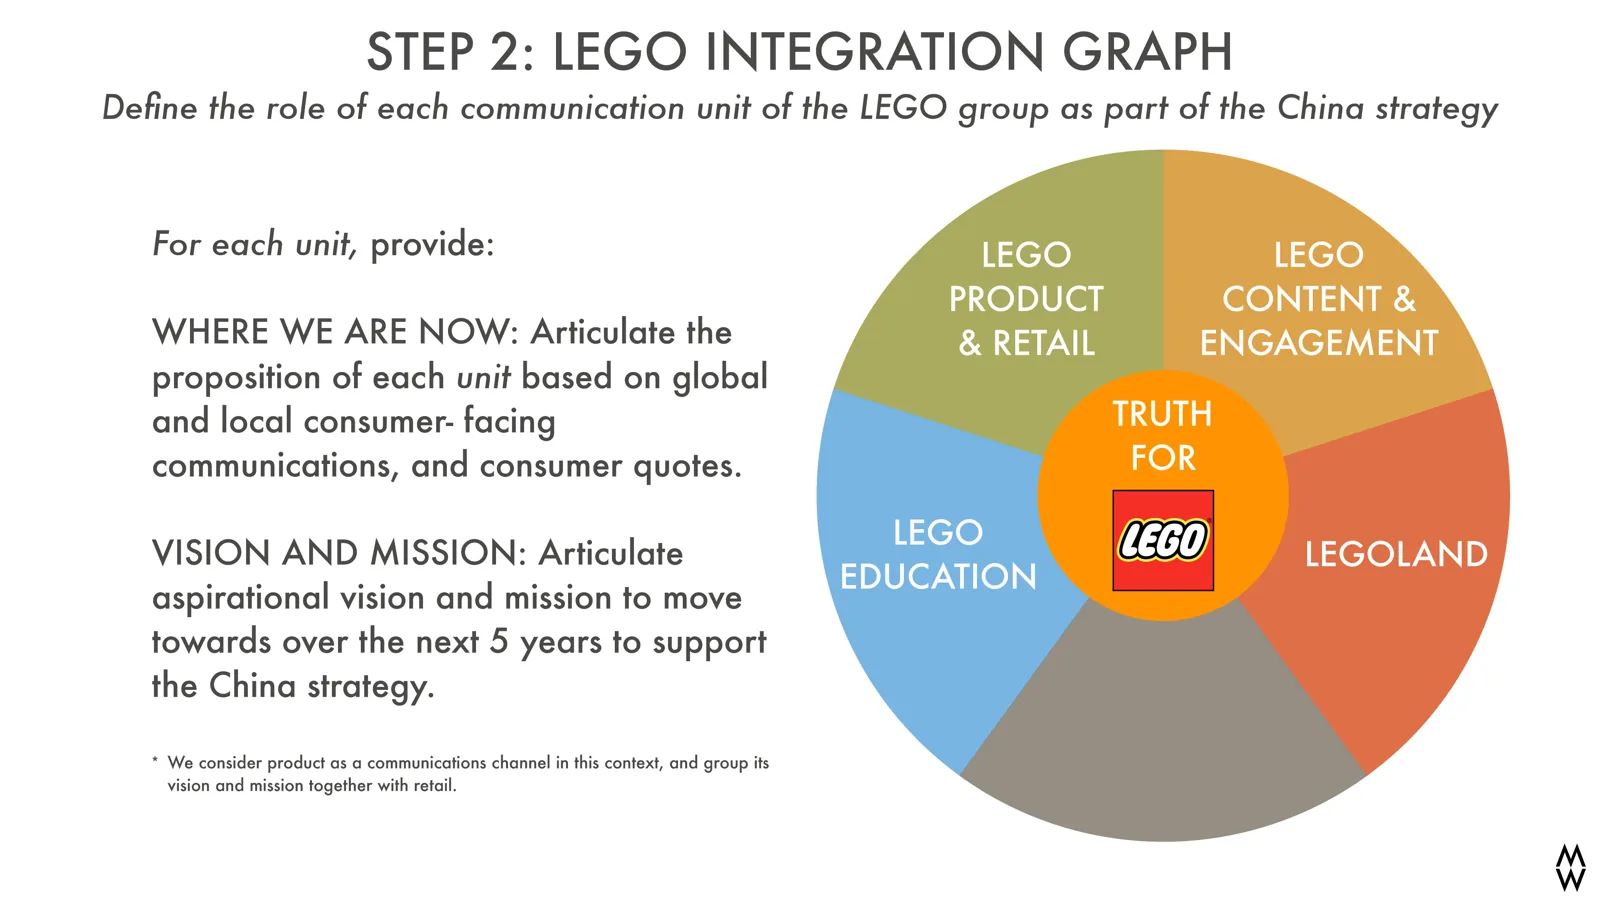 STEP 2: LEGO INTEGRATION GRAPH
Define the role of each communication unit of the LEGO group as part of the China strategy
For each unit, provide:
WHERE WE ARE NOW: Articulate the
proposition of each unit based on global
and local consumer- facing
communications, and consumer quotes.
VISION AND MISSION: Articulate
aspirational vision and mission to move
towards over the next 5 years to support
the China strategy.
* We consider product as a communications channel in this context, and group its
vision and mission together with retail.
LEGO
PRODUCT
& RETAIL
LEGO
CONTENT &
ENGAGEMENT
TRUTH
FOR
LEGO
LEGO
EDUCATION
LEGOLAND
MW